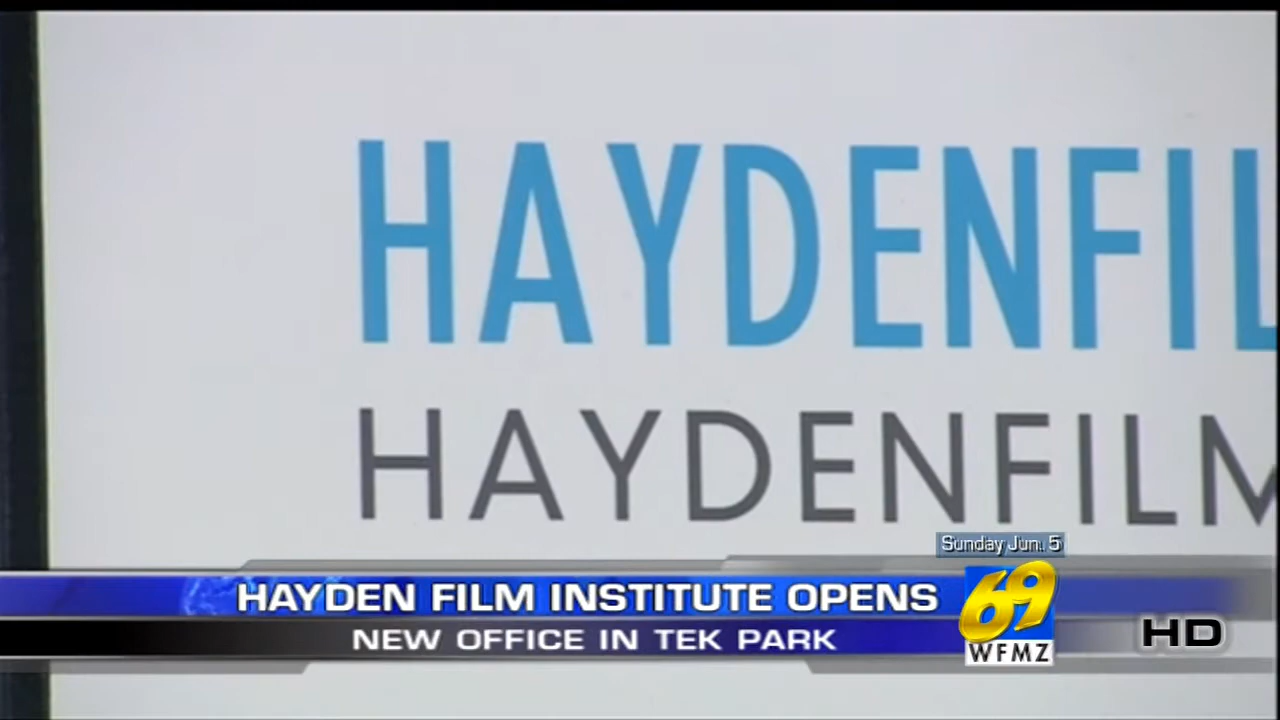 HAYDENFIL
HAYDENFILM
Sunday Jun. 5
HAYDEN FILM INSTITUTE OPENS
NEW OFFICE IN TEK PARK
69
WFMZ
HD